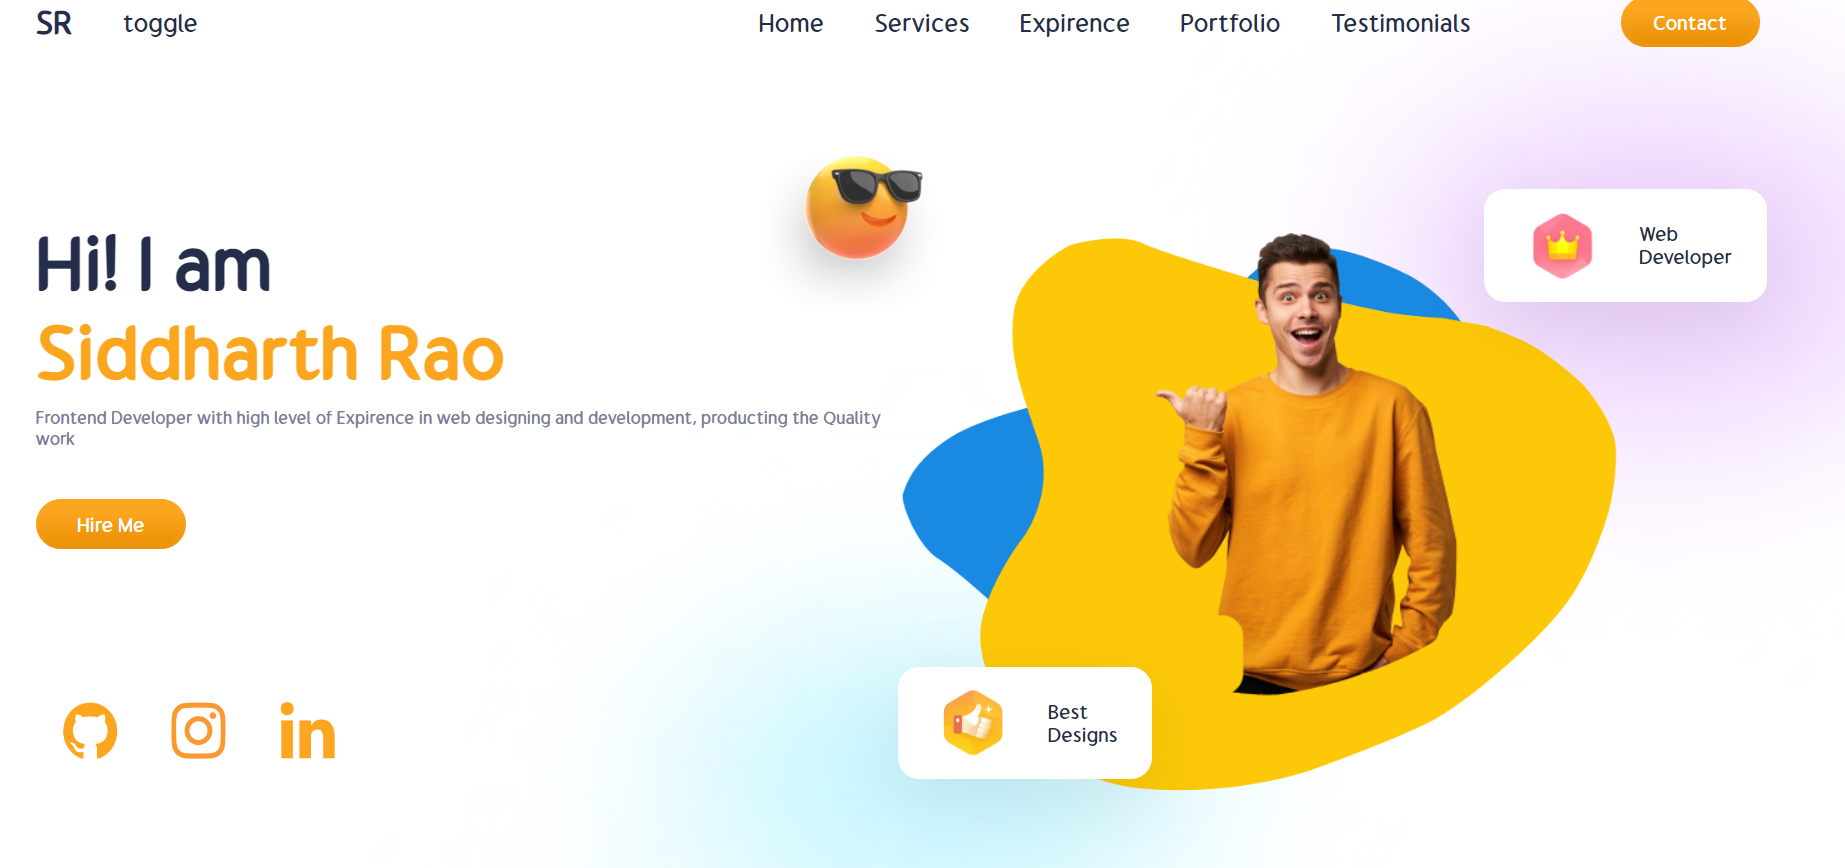 SR toggle Home Services Expirence Portfolio Testimonials Contact
Hi! I am
Siddharth Rao
Frontend Developer with high level of Expirence in web designing and development, producting the Quality
work
Hire Me
Web
Developer
Best
Designs